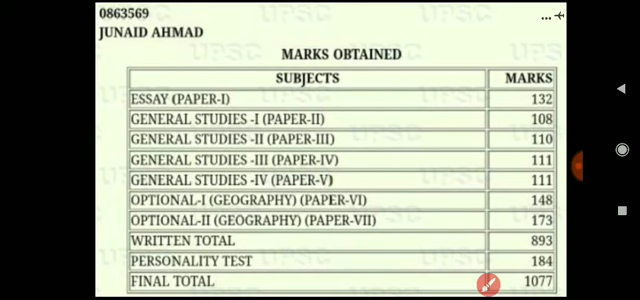 0863569
JUNAID AHMAD
MARKS OBTAINED
SUBJECTS MARKS
ESSAY (PAPER-I) 132
GENERAL STUDIES -I (PAPER-II) 108
GENERAL STUDIES -II (PAPER-III) 110
GENERAL STUDIES -III (PAPER-IV) 111
GENERAL STUDIES -IV (PAPER-V) 111
OPTIONAL-I (GEOGRAPHY) (PAPER-VI) 148
OPTIONAL-II (GEOGRAPHY) (PAPER-VII) 173
WRITTEN TOTAL 893
PERSONALITY TEST 184
FINAL TOTAL 1077